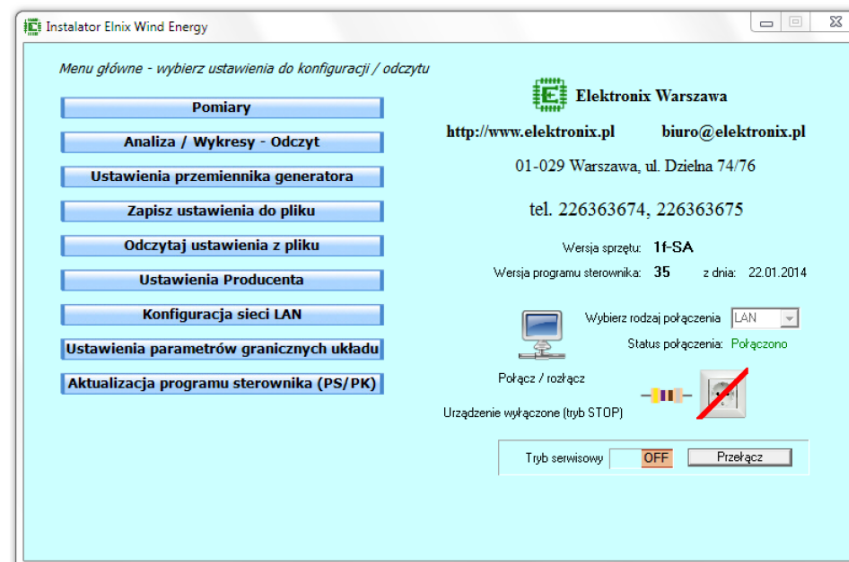 Instalator Elnix Wind Energy
Menu główne - wybierz ustawienia do konfiguracji / odczytu
Pomiary
Analiza / Wykresy - Odczyt
Ustawienia przemiennika generatora
Zapisz ustawienia do pliku
Odczytaj ustawienia z pliku
Ustawienia Producenta
Konfiguracja sieci LAN
Ustawienia parametrów granicznych układu
Aktualizacja programu sterownika (PS/PK)
E Elektronix Warszawa
http://www.elektronix.pl biuro@elektronix.pl
01-029 Warszawa, ul. Dzielna 74/76
tel. 226363674, 226363675
Wersja sprzętu: 1f-SA
Wersja programu sterownika: 35 z dnia: 22.01.2014
Wybierz rodzaj połączenia LAN
Status połączenia: Połączono
Połącz / rozłącz
Urządzenie wyłączone (tryb STOP)
Tryb serwisowy OFF Przełącz